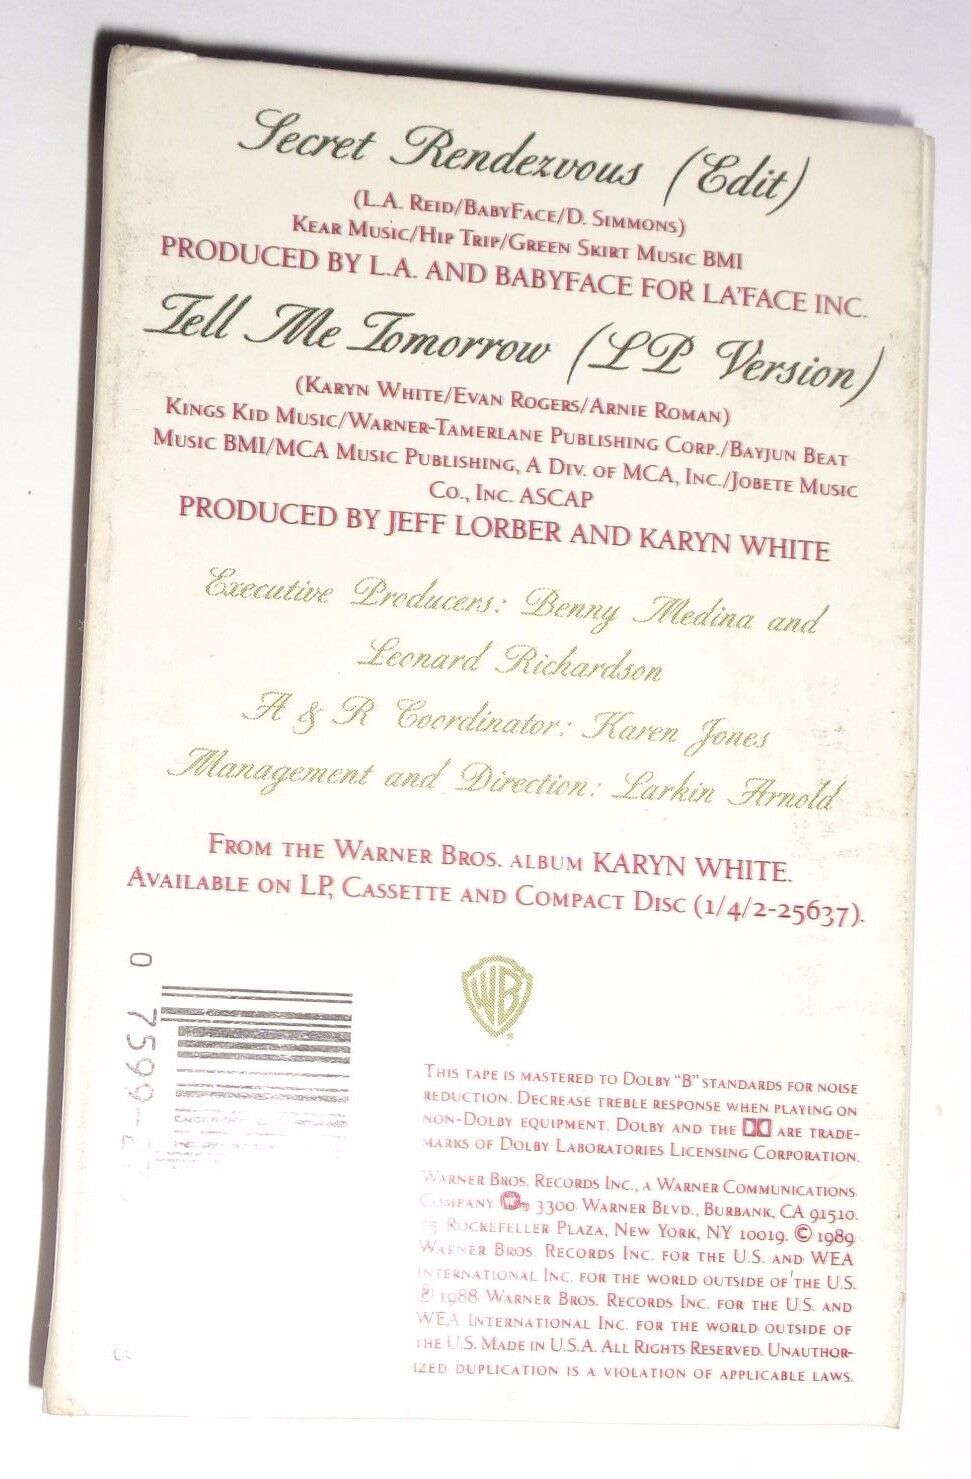 Secret Rendezvous (Edit)
(L.A. Reid/BabyFace/D. Simmons)
Kear Music/Hip Trip/Green Skirt Music BMI
PRODUCED BY L.A. AND BABYFACE FOR LA'FACE INC.
Tell Me Tomorrow (LP Version)
(Karyn White/Evan Rogers/Arnie Roman)
Kings Kid Music/Warner-Tamerlane Publishing Corp./Bayjun Beat
Music BMI/MCA Music Publishing, A Div. of MCA, Inc./Jobete Music
Co., Inc. ASCAP
PRODUCED BY JEFF LORBER AND KARYN WHITE
Executive Producers: Benny Medina and
Leonard Richardson
A & R Coordinator: Karen Jones
Management and Direction: Larkin Arnold
From the Warner Bros. album KARYN WHITE.
Available on LP, Cassette and Compact Disc (1/4/2-25637).
0 7599-2
WB
This tape is mastered to Dolby "B" standards for noise
reduction. Decrease treble response when playing on
non-Dolby equipment. Dolby and the are trade-
marks of Dolby Laboratories Licensing Corporation.
Warner Bros. Records Inc., a Warner Communications
Company 3300 Warner Blvd., Burbank, CA 91510.
75 Rockefeller Plaza, New York, NY 10019. © 1989
Warner Bros. Records Inc. for the U.S. and WEA
International Inc. for the world outside of the U.S.
℗ 1988 Warner Bros. Records Inc. for the U.S. and
WEA International Inc. for the world outside of
the U.S. Made in U.S.A. All Rights Reserved. Unauthor-
ized duplication is a violation of applicable laws.